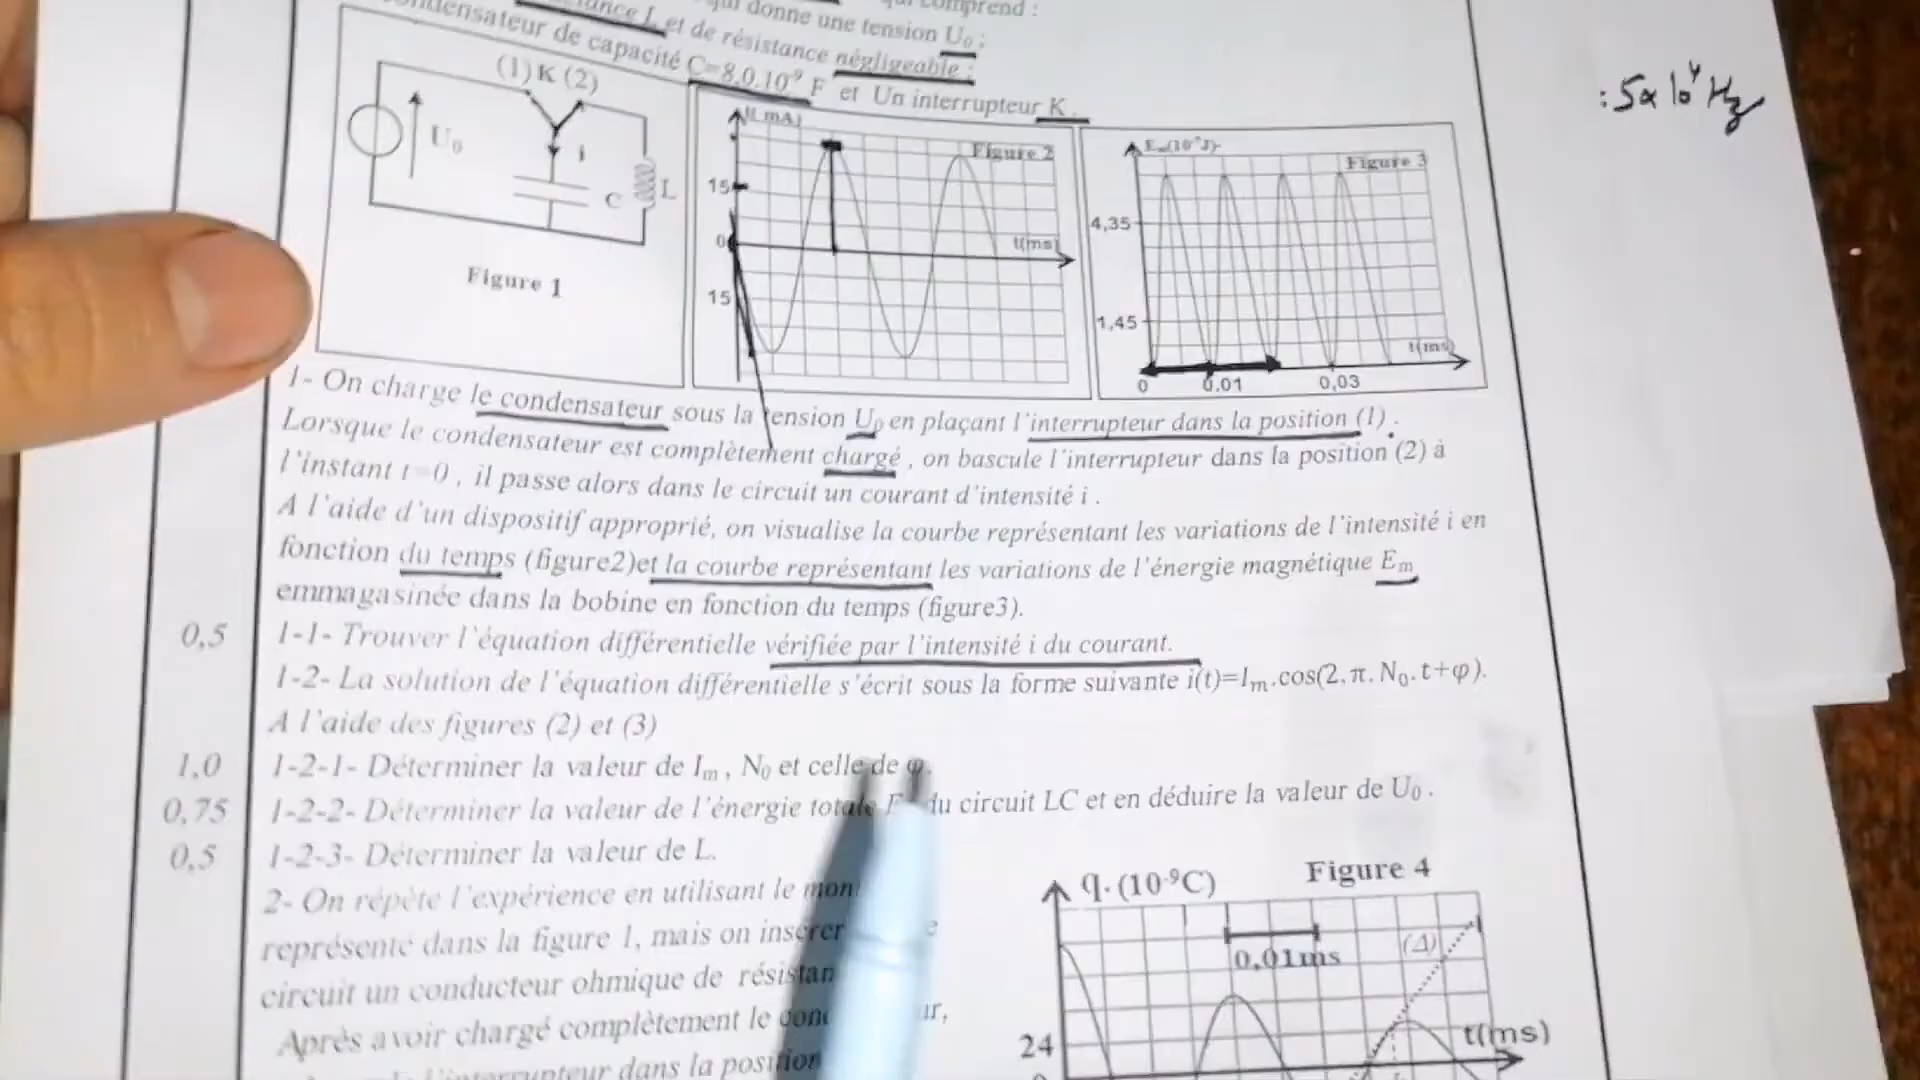 qui comprend :
qui donne une tension U₀ ;
L et de résistance négligeable ;
condensateur de capacité C=8,0.10⁻⁹ F et Un interrupteur K .
(1) K (2)
U₀
i
C
L
Figure 1
i( mA)
Figure 2
15
0
15
t(ms)
Figure 3
4,35
1,45
t(ms)
0
0,01
0,03
: 5x10⁴ Hz
1- On charge le condensateur sous la tension U₀ en plaçant l'interrupteur dans la position (1) .
Lorsque le condensateur est complètement chargé , on bascule l'interrupteur dans la position (2) à
l'instant t=0 , il passe alors dans le circuit un courant d'intensité i .
A l'aide d'un dispositif approprié, on visualise la courbe représentant les variations de l'intensité i en
fonction du temps (figure2)et la courbe représentant les variations de l'énergie magnétique Eₘ
emmagasinée dans la bobine en fonction du temps (figure3).
0,5 1-1- Trouver l'équation différentielle vérifiée par l'intensité i du courant.
1-2- La solution de l'équation différentielle s'écrit sous la forme suivante i(t)=Iₘ.cos(2.π.N₀.t+φ).
A l'aide des figures (2) et (3)
1,0 1-2-1- Déterminer la valeur de Iₘ , N₀ et celle de φ.
0,75 1-2-2- Déterminer la valeur de l'énergie totale du circuit LC et en déduire la valeur de U₀ .
0,5 1-2-3- Déterminer la valeur de L.
2- On répète l'expérience en utilisant le
représenté dans la figure 1, mais on
circuit un conducteur ohmique de
Après avoir chargé complètement le
dans la
q. (10⁻⁹C)
Figure 4
0,01ms
(Δ)
24
t(ms)